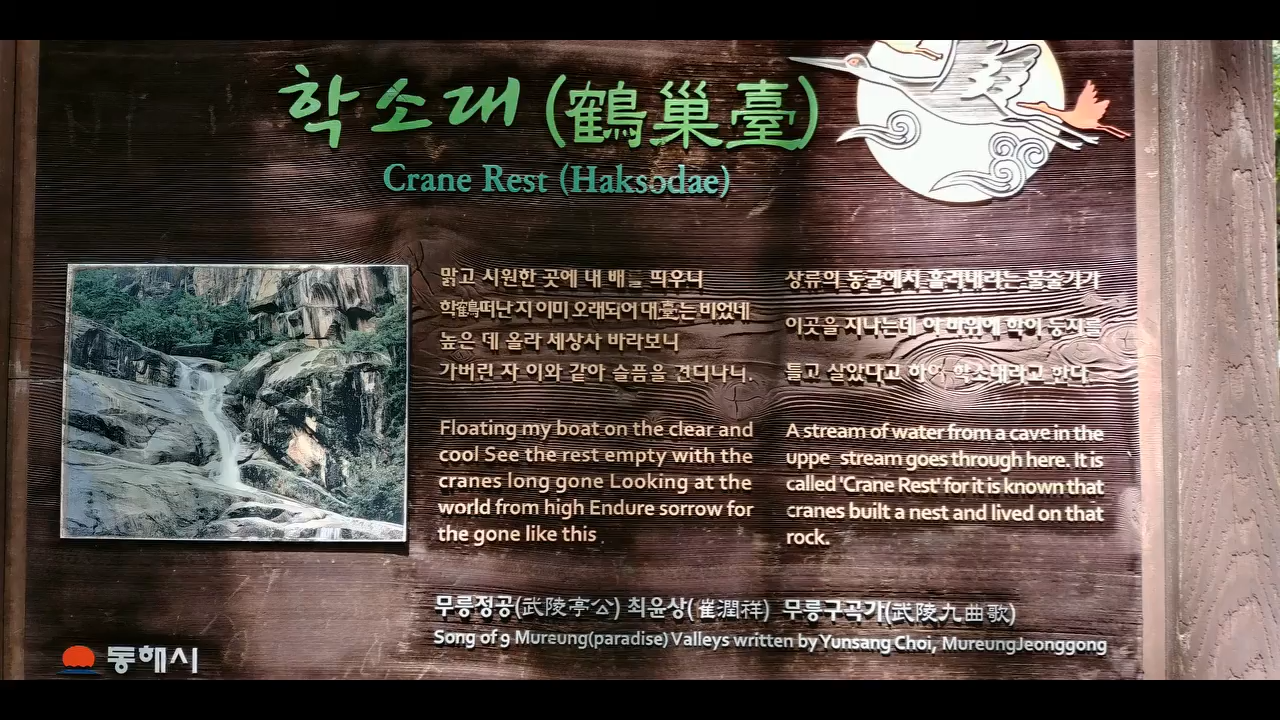 학소대(鶴巢臺)
Crane Rest (Haksodae)
맑고 시원한 곳에 내 배를 띄우니
학鶴떠난지 이미 오래되어 대臺는 비었네
높은 데 올라 세상사 바라보니
가버린 자 이와 같아 슬픔을 견디나니.
상류의 동굴에서 흘러내리는 물줄기가
이곳을 지나는데 이 바위에 학이 둥지를
틀고 살았다고 하여 학소대라고 한다.
Floating my boat on the clear and
cool See the rest empty with the
cranes long gone Looking at the
world from high Endure sorrow for
the gone like this
A stream of water from a cave in the
uppe stream goes through here. It is
called 'Crane Rest' for it is known that
cranes built a nest and lived on that
rock.
무릉정공(武陵亭公) 최윤상(崔潤祥) 무릉구곡가(武陵九曲歌)
Song of 9 Mureung(paradise) Valleys written by Yunsang Choi, MureungJeonggong
동해시